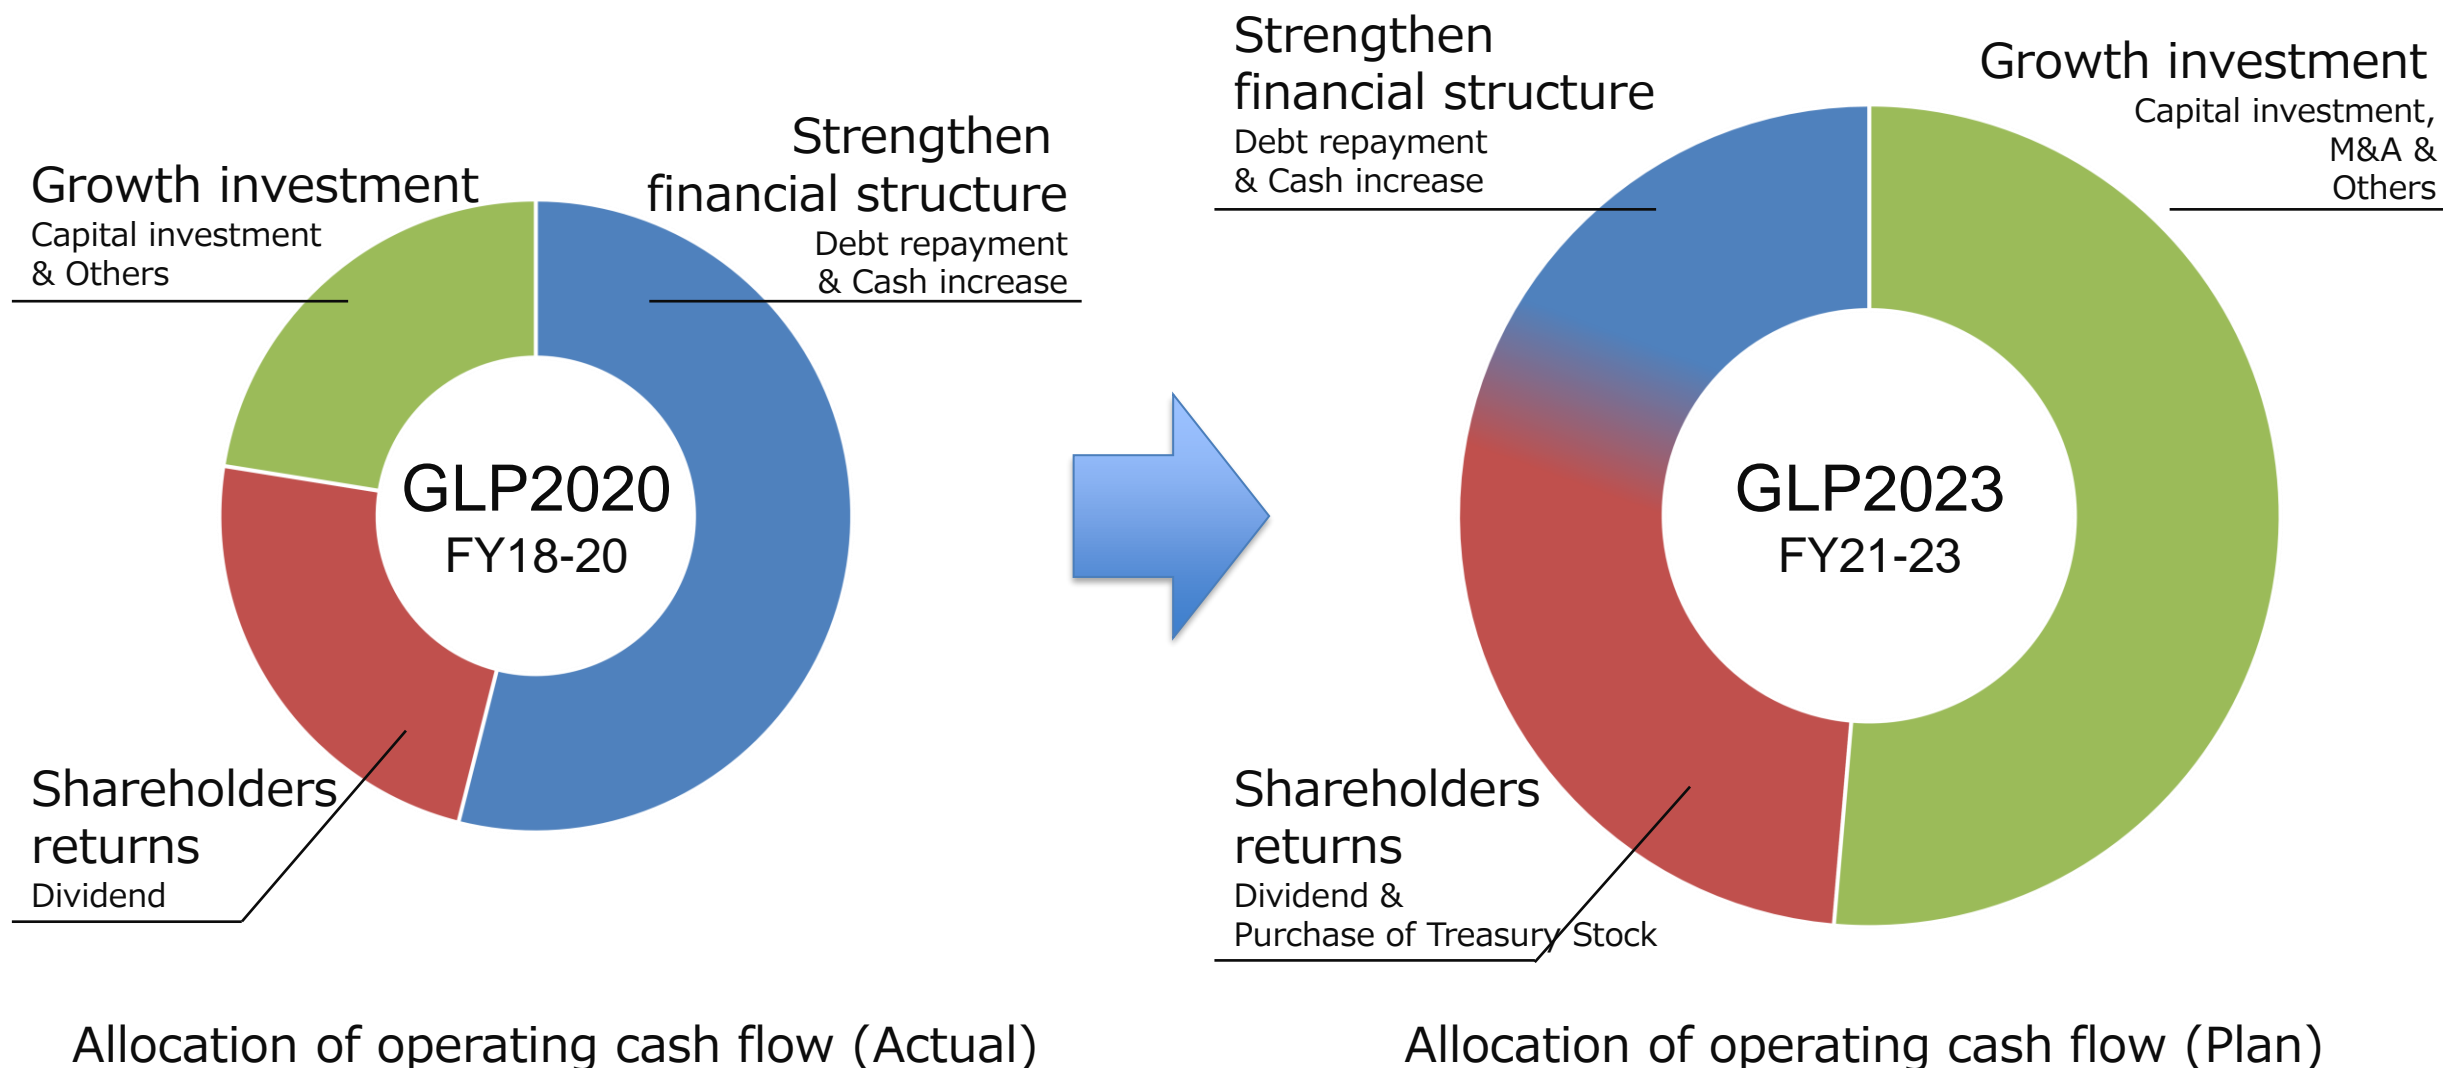 Growth investment
Capital investment
& Others
Strengthen
financial structure
Debt repayment
& Cash increase
GLP2020
FY18-20
Shareholders
returns
Dividend
Allocation of operating cash flow (Actual)
Strengthen
financial structure
Debt repayment
& Cash increase
Growth investment
Capital investment,
M&A &
Others
GLP2023
FY21-23
Shareholders
returns
Dividend &
Purchase of Treasury Stock
Allocation of operating cash flow (Plan)